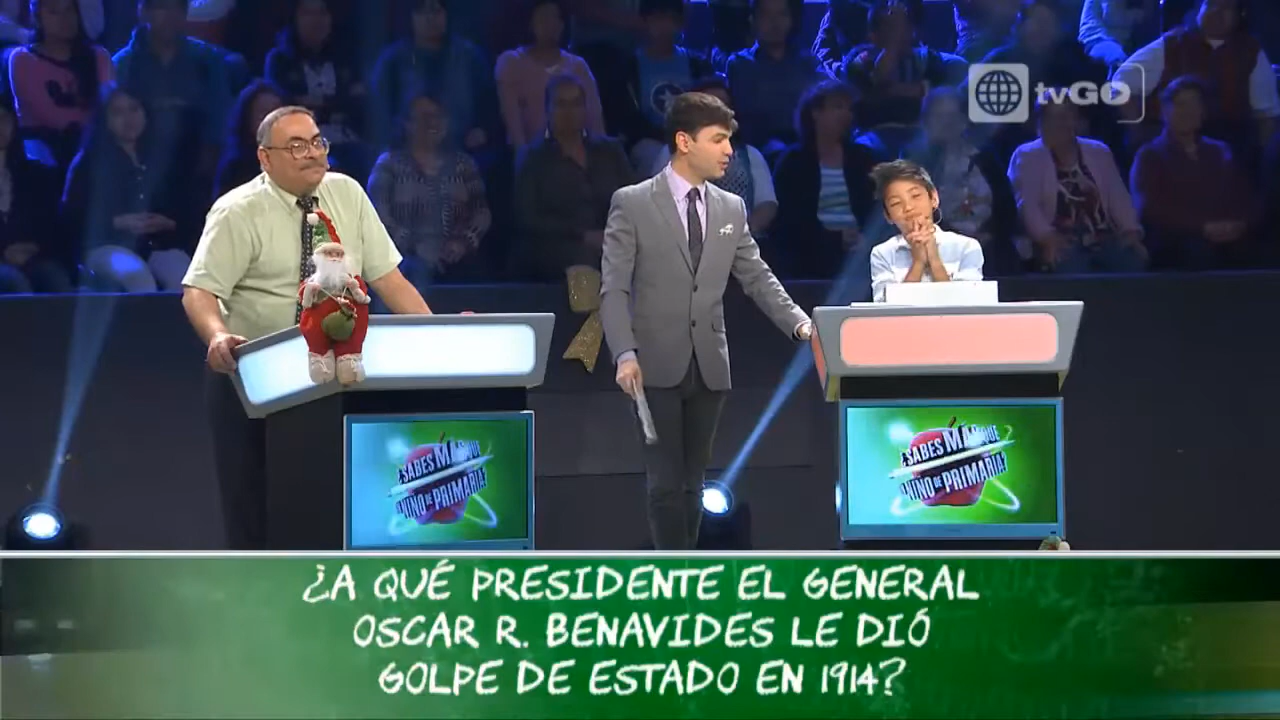 tvGO
¿SABES MÁS QUE
UN NIÑO DE PRIMARIA?
¿SABES MÁS QUE
UN NIÑO DE PRIMARIA?
¿A QUÉ PRESIDENTE EL GENERAL
OSCAR R. BENAVIDES LE DIÓ
GOLPE DE ESTADO EN 1914?